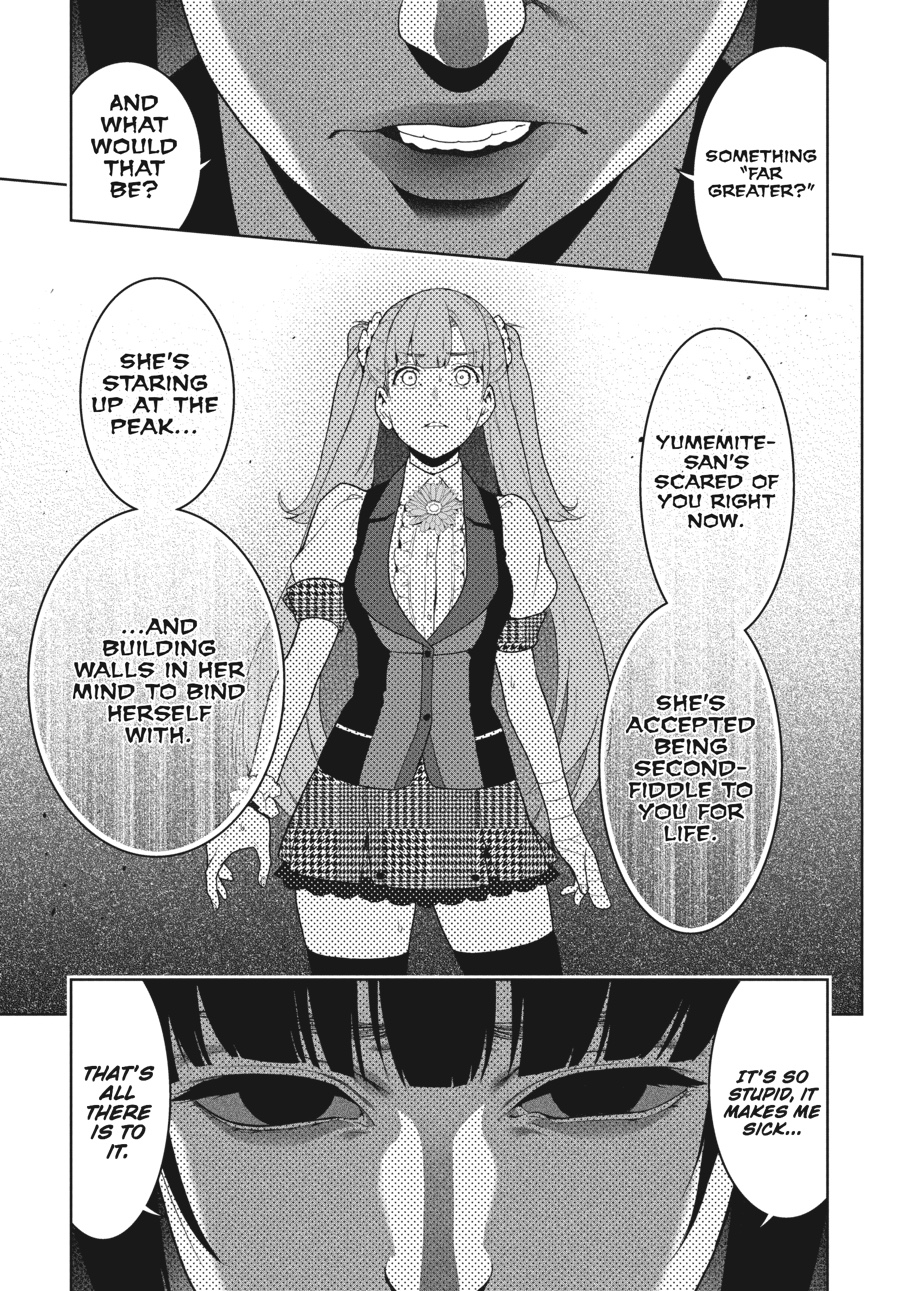 SOMETHING
"FAR
GREATER?"
AND
WHAT
WOULD
THAT
BE?
YUMEMITE-
SAN'S
SCARED OF
YOU RIGHT
NOW.
SHE'S
ACCEPTED
BEING
SECOND-
FIDDLE TO
YOU FOR
LIFE.
SHE'S
STARING
UP AT THE
PEAK...
...AND
BUILDING
WALLS IN HER
MIND TO BIND
HERSELF
WITH.
IT'S SO
STUPID, IT
MAKES ME
SICK...
THAT'S
ALL
THERE
IS TO
IT.